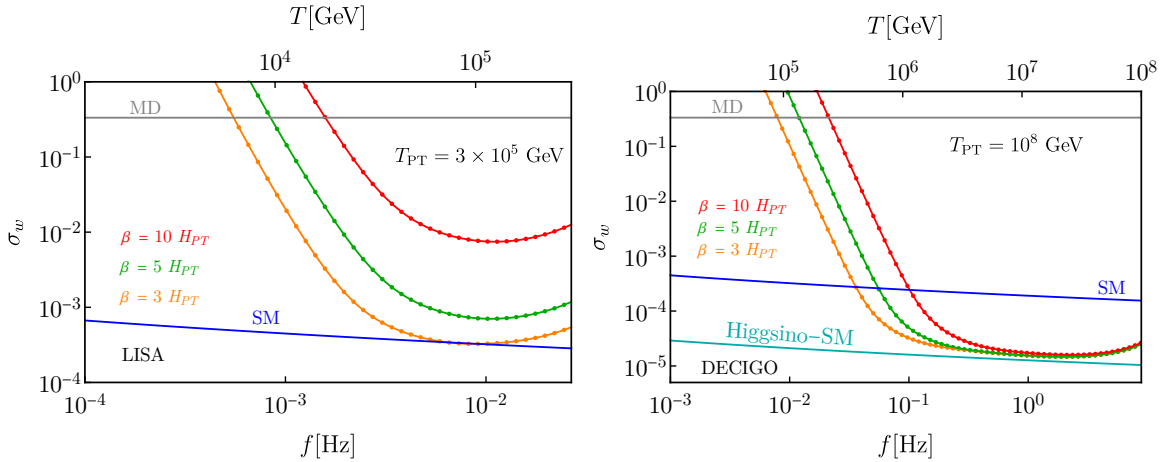 T[GeV]
10^4 10^5
10^0
10^-1
10^-2
10^-3
10^-4
σ_w
MD
T_PT = 3 × 10^5 GeV
β = 10 H_PT
β = 5 H_PT
β = 3 H_PT
SM
LISA
10^-4 10^-3 10^-2
f[Hz]
T[GeV]
10^5 10^6 10^7 10^8
10^0
10^-1
10^-2
10^-3
10^-4
10^-5
σ_w
MD
T_PT = 10^8 GeV
β = 10 H_PT
β = 5 H_PT
β = 3 H_PT
SM
Higgsino-SM
DECIGO
10^-3 10^-2 10^-1 10^0
f[Hz]